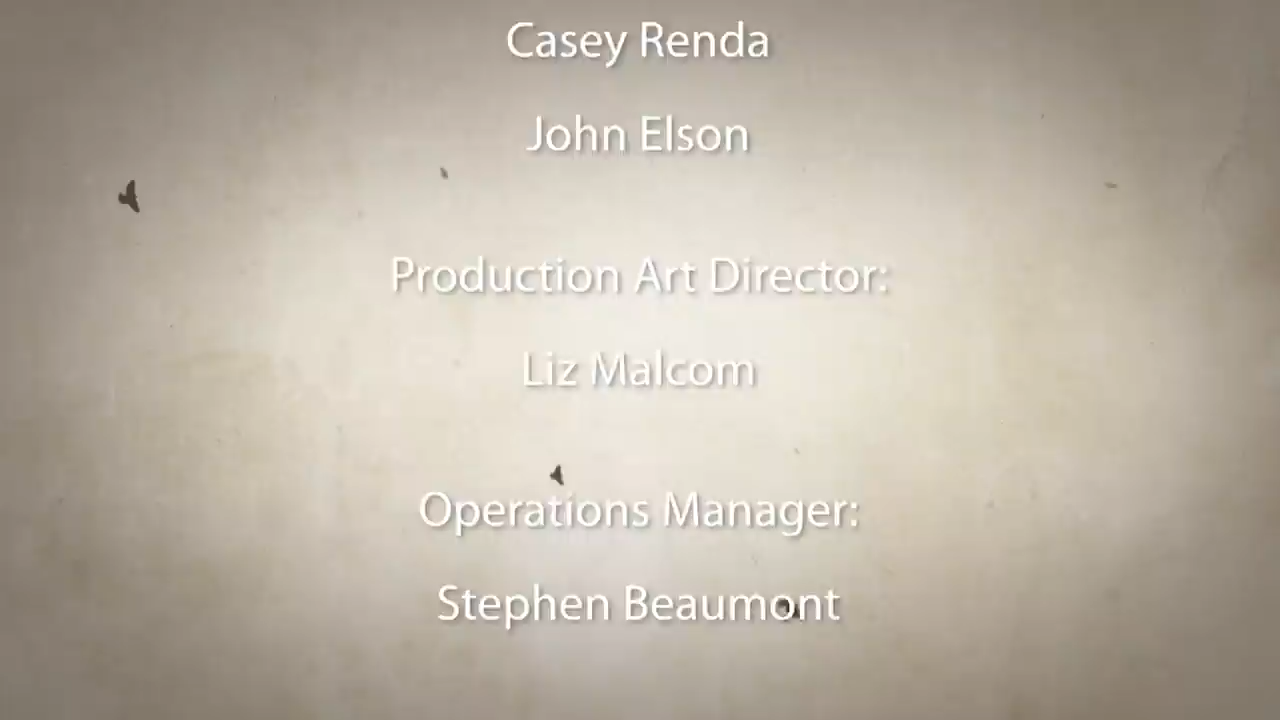 Casey Renda
John Elson
Production Art Director:
Liz Malcom
Operations Manager:
Stephen Beaumont